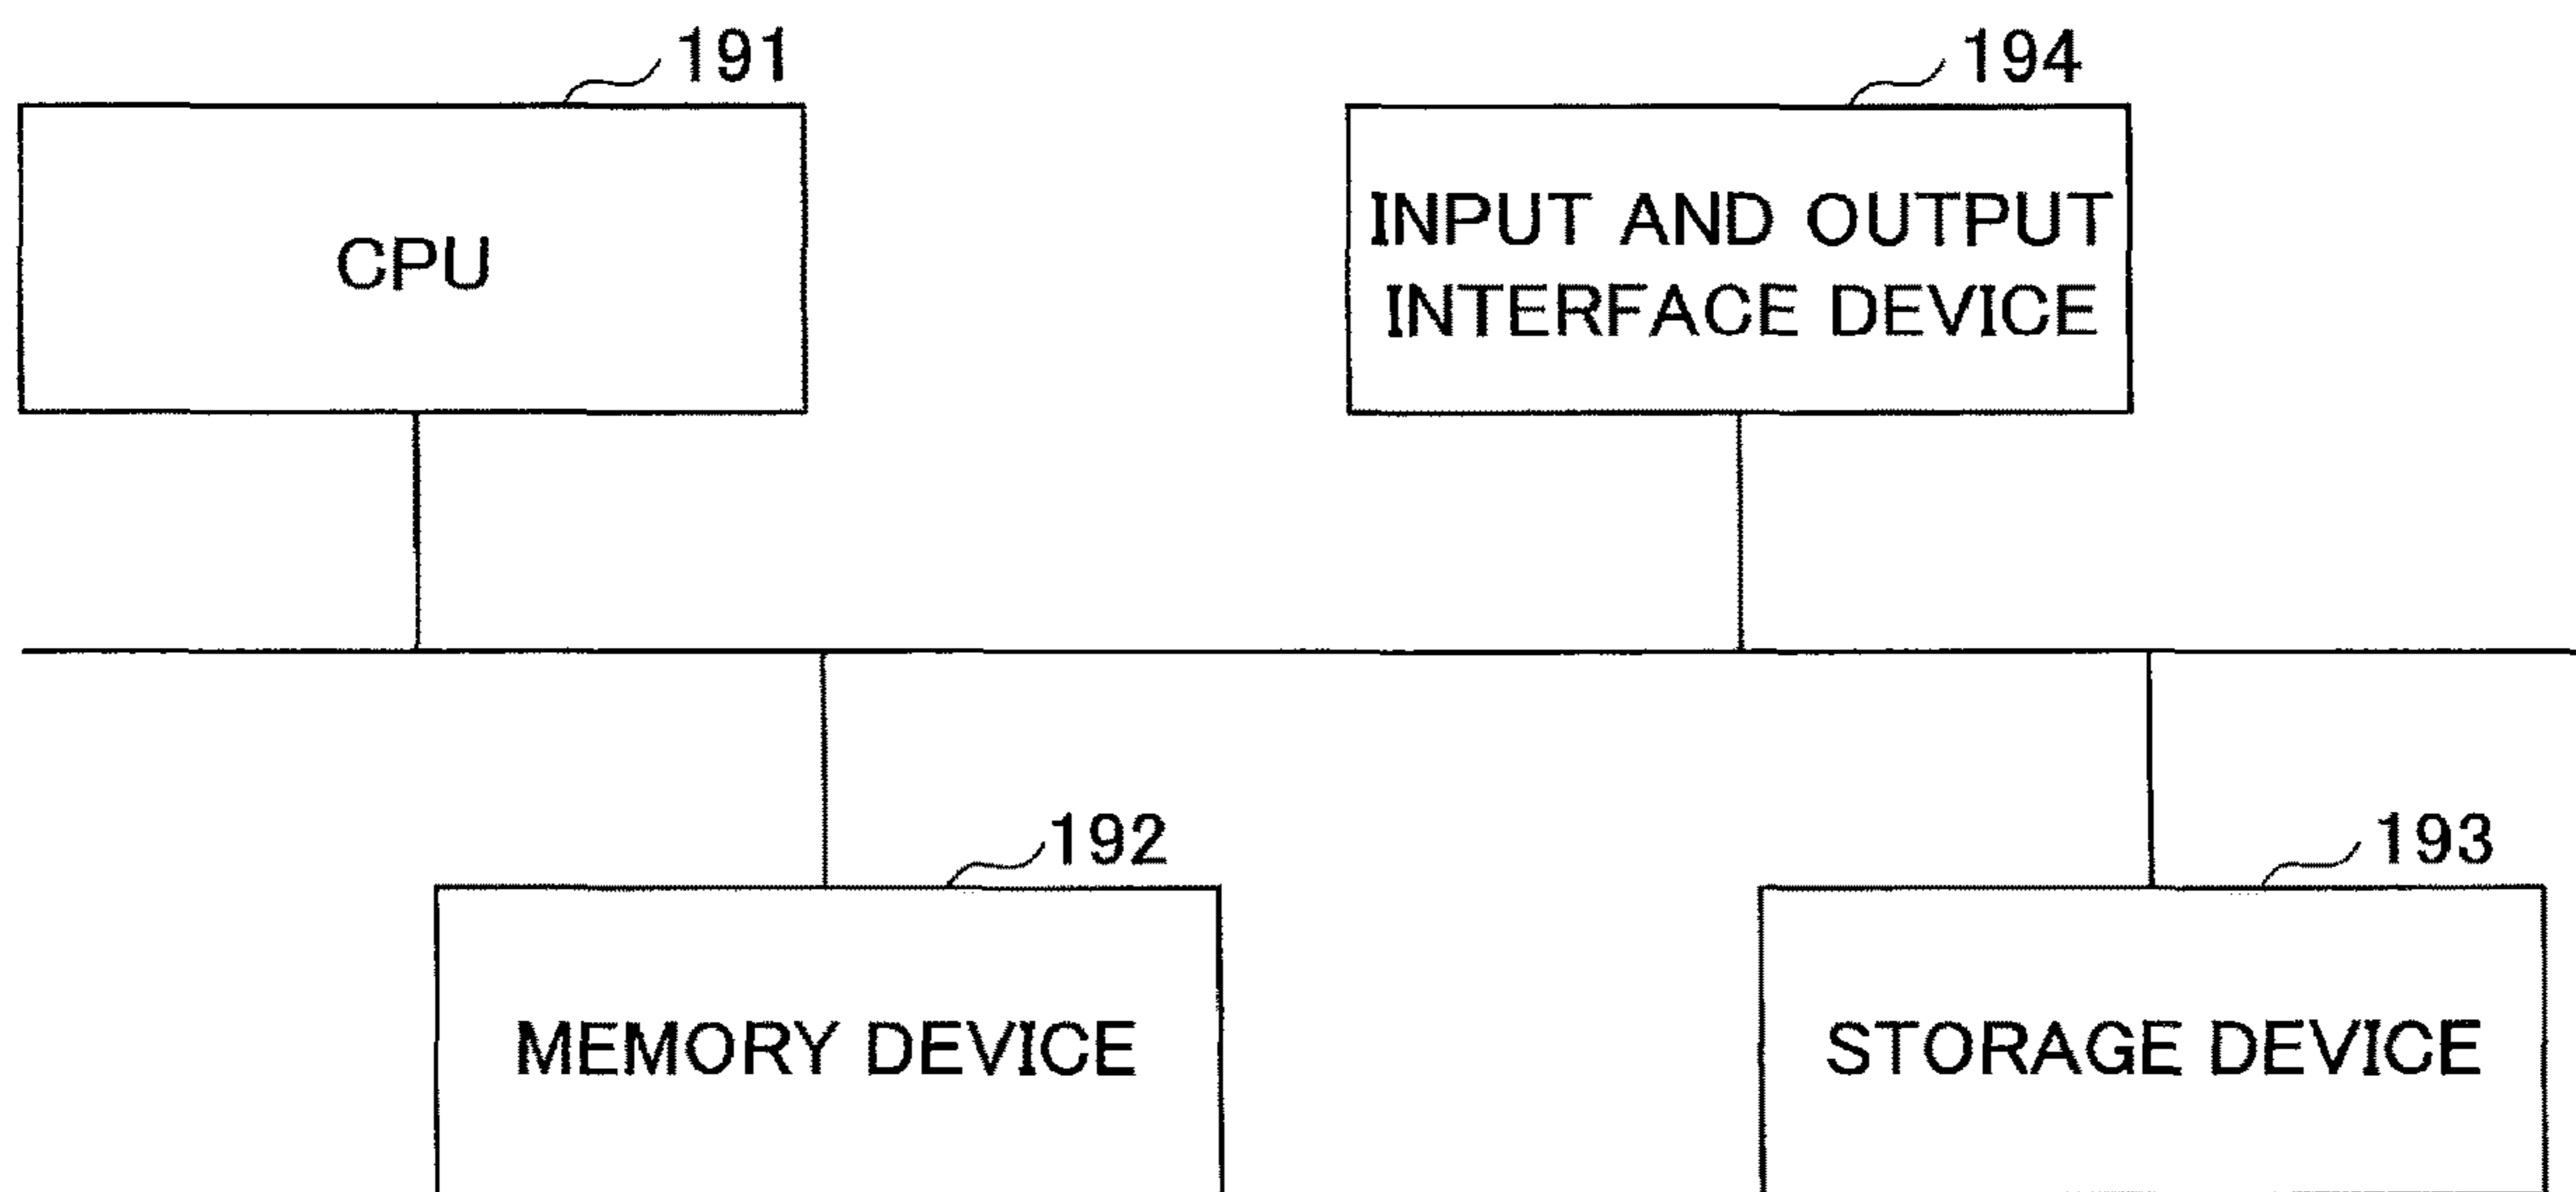 191
CPU
194
INPUT AND OUTPUT
INTERFACE DEVICE
192
MEMORY DEVICE
193
STORAGE DEVICE